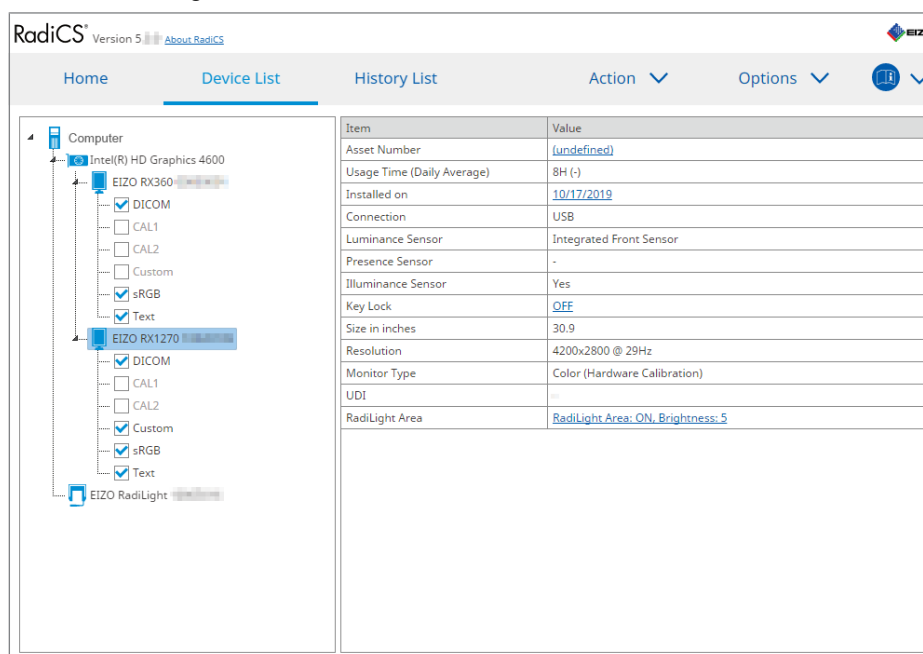 RadiCS® Version 5. About RadiCS
EIZ
Home Device List History List Action Options
Computer
Intel(R) HD Graphics 4600
EIZO RX360
DICOM
CAL1
CAL2
Custom
sRGB
Text
EIZO RX1270
DICOM
CAL1
CAL2
Custom
sRGB
Text
EIZO RadiLight
Item Value
Asset Number (undefined)
Usage Time (Daily Average) 8H (-)
Installed on 10/17/2019
Connection USB
Luminance Sensor Integrated Front Sensor
Presence Sensor -
Illuminance Sensor Yes
Key Lock OFF
Size in inches 30.9
Resolution 4200x2800 @ 29Hz
Monitor Type Color (Hardware Calibration)
UDI
RadiLight Area RadiLight Area: ON, Brightness: 5